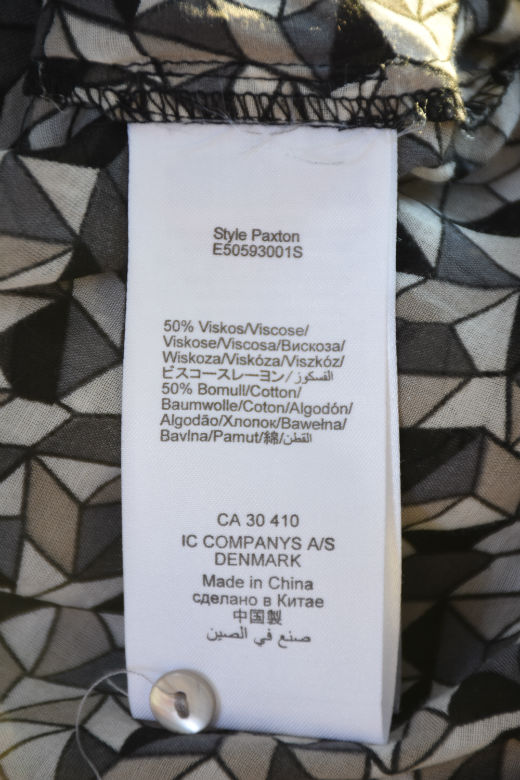 Style Paxton
E50593001S
50% Viskos/Viscose/
Viskose/Viscosa/Вискоза/
Wiskoza/Viskóza/Viszkóz/
ビスコースレーヨン/الفسكوز/
50% Bomull/Cotton/
Baumwolle/Coton/Algodón/
Algodão/Хлопок/Bawełna/
Bavlna/Pamut/綿/القطن/
CA 30 410
IC COMPANYS A/S
DENMARK
Made in China
сделано в Китае
中国製
صنع في الصين